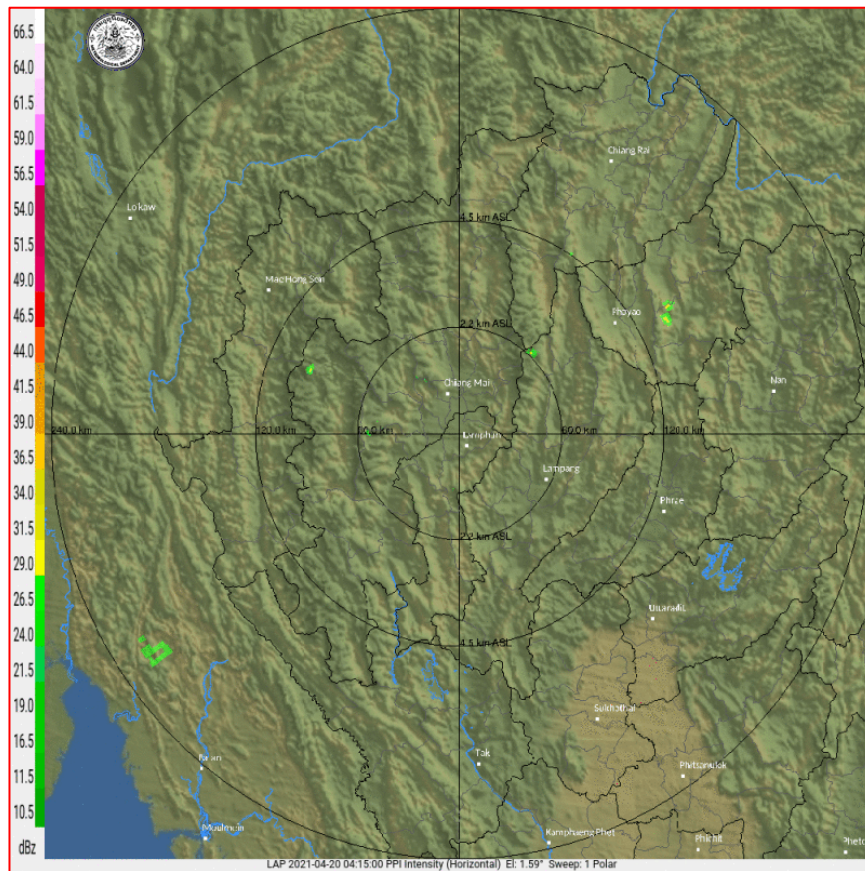 66.5
64.0
61.5
59.0
56.5
54.0
51.5
49.0
46.5
44.0
41.5
39.0
36.5
34.0
31.5
29.0
26.5
24.0
21.5
19.0
16.5
11.5
10.5
dBz
Chiang Rai
Loikaw
4.5 km ASL
Mae Hong Son
Phayao
2.2 km ASL
Chiang Mai
Nan
240.0 km
120.0 km
60.0 km
60.0 km
120.0 km
Lamphun
Lampang
Phrae
2.2 km ASL
Uttaradit
4.5 km ASL
Sukhothai
Tak
Pa'an
Phitsanulok
Moulmein
Kamphaeng Phet
Phichit
LAP 2021-04-20 04:15:00 PPI Intensity (Horizontal) El: 1.59° Sweep: 1 Polar